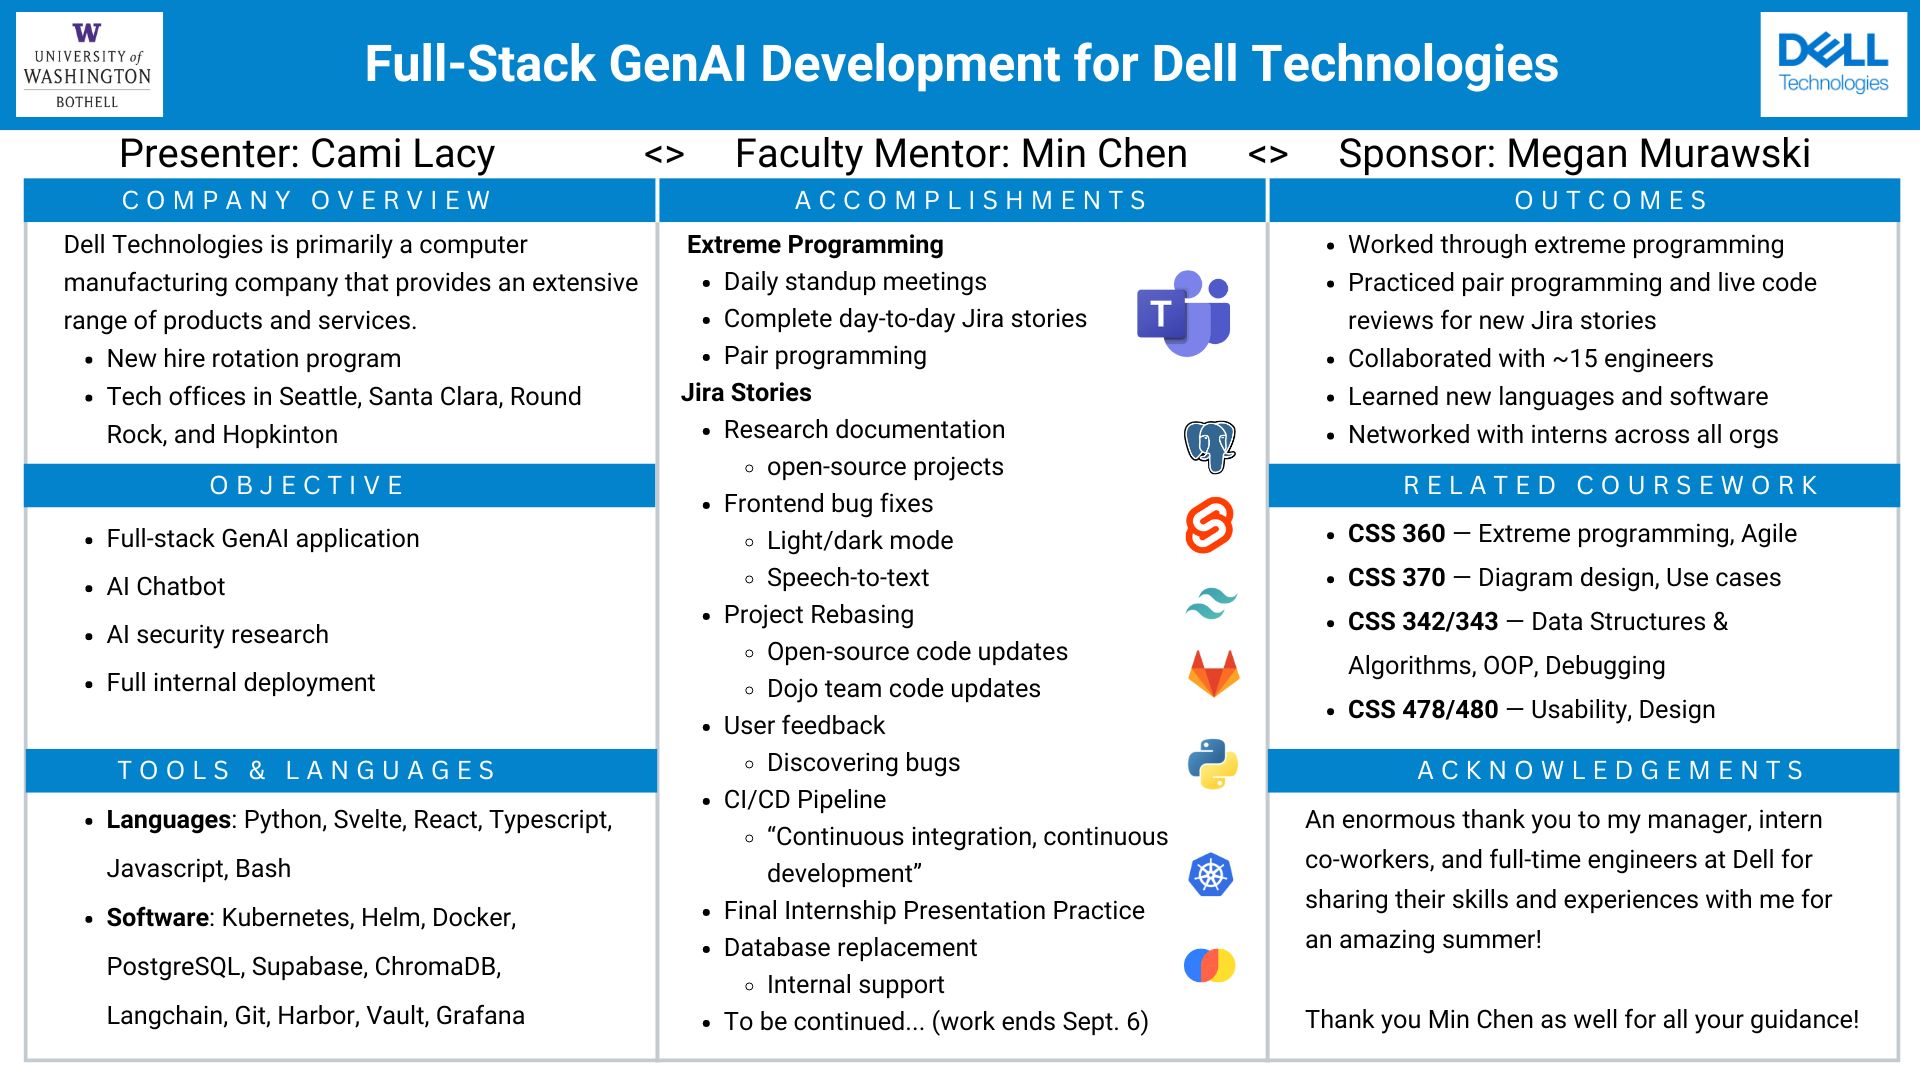 W
UNIVERSITY of
WASHINGTON
BOTHELL
Full-Stack GenAI Development for Dell Technologies
DELL
Technologies
Presenter: Cami Lacy <> Faculty Mentor: Min Chen <> Sponsor: Megan Murawski
COMPANY OVERVIEW
Dell Technologies is primarily a computer
manufacturing company that provides an extensive
range of products and services.
• New hire rotation program
• Tech offices in Seattle, Santa Clara, Round
Rock, and Hopkinton
OBJECTIVE
• Full-stack GenAI application
• AI Chatbot
• AI security research
• Full internal deployment
TOOLS & LANGUAGES
• Languages: Python, Svelte, React, Typescript,
Javascript, Bash
• Software: Kubernetes, Helm, Docker,
PostgreSQL, Supabase, ChromaDB,
Langchain, Git, Harbor, Vault, Grafana
ACCOMPLISHMENTS
Extreme Programming
• Daily standup meetings
• Complete day-to-day Jira stories
• Pair programming
T
Jira Stories
• Research documentation
◦ open-source projects
• Frontend bug fixes
◦ Light/dark mode
◦ Speech-to-text
• Project Rebasing
◦ Open-source code updates
◦ Dojo team code updates
• User feedback
◦ Discovering bugs
• CI/CD Pipeline
◦ “Continuous integration, continuous
development”
• Final Internship Presentation Practice
• Database replacement
◦ Internal support
• To be continued... (work ends Sept. 6)
OUTCOMES
• Worked through extreme programming
• Practiced pair programming and live code
reviews for new Jira stories
• Collaborated with ~15 engineers
• Learned new languages and software
• Networked with interns across all orgs
RELATED COURSEWORK
• CSS 360 — Extreme programming, Agile
• CSS 370 — Diagram design, Use cases
• CSS 342/343 — Data Structures &
Algorithms, OOP, Debugging
• CSS 478/480 — Usability, Design
ACKNOWLEDGEMENTS
An enormous thank you to my manager, intern
co-workers, and full-time engineers at Dell for
sharing their skills and experiences with me for
an amazing summer!
Thank you Min Chen as well for all your guidance!